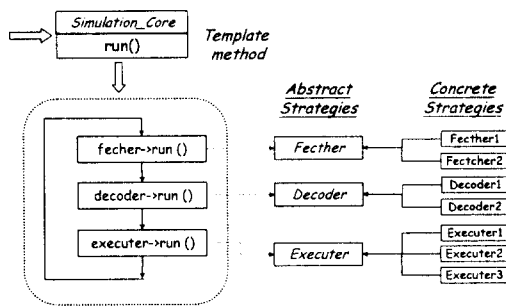 Simulation_Core
run()
Template
method
Abstract
Strategies
Concrete
Strategies
fecher->run ()
Fecther
Fecther1
Fectcher2
decoder->run ()
Decoder
Decoder1
Decoder2
executer->run ()
Executer
Executer1
Executer2
Executer3